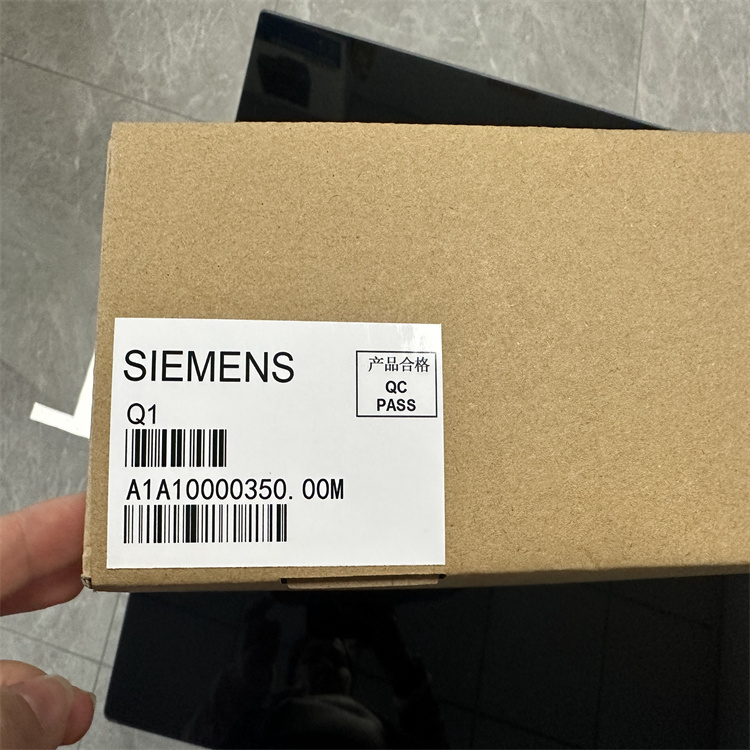 SIEMENS
产品合格
QC
PASS
Q1
A1A10000350.00M